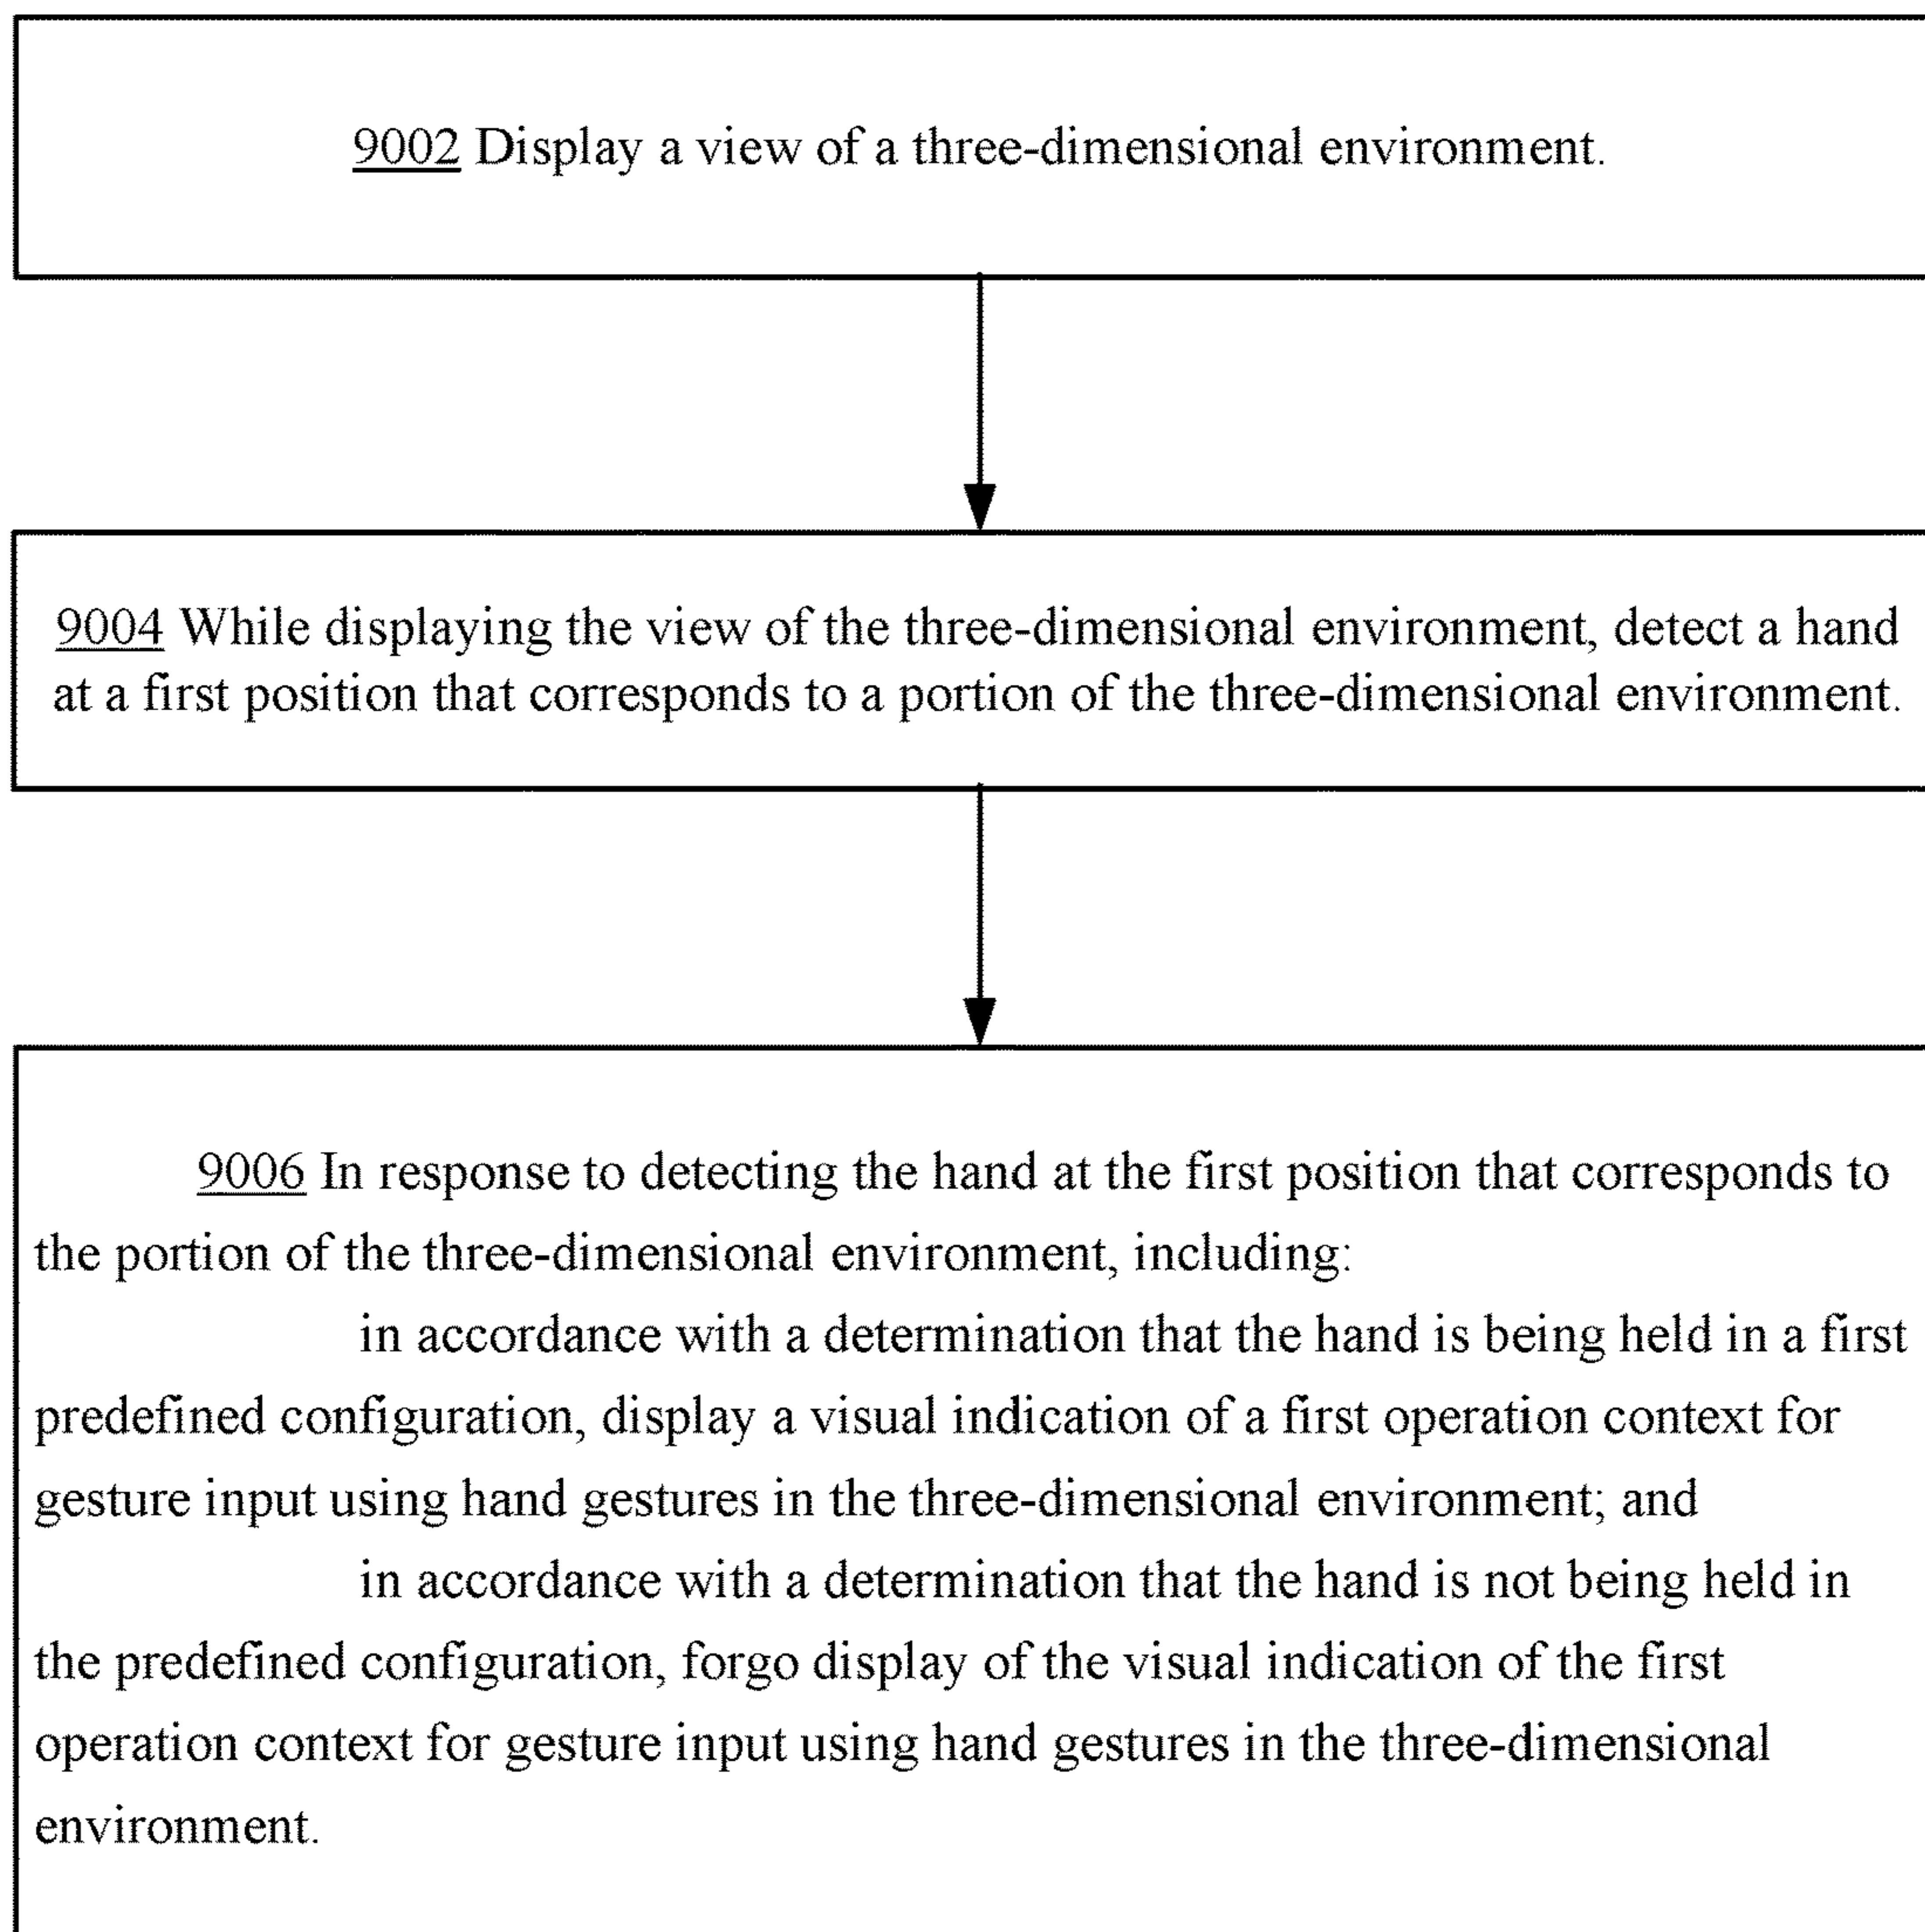 9002 Display a view of a three-dimensional environment.
9004 While displaying the view of the three-dimensional environment, detect a hand
at a first position that corresponds to a portion of the three-dimensional environment.
9006 In response to detecting the hand at the first position that corresponds to
the portion of the three-dimensional environment, including:
in accordance with a determination that the hand is being held in a first
predefined configuration, display a visual indication of a first operation context for
gesture input using hand gestures in the three-dimensional environment; and
in accordance with a determination that the hand is not being held in
the predefined configuration, forgo display of the visual indication of the first
operation context for gesture input using hand gestures in the three-dimensional
environment.